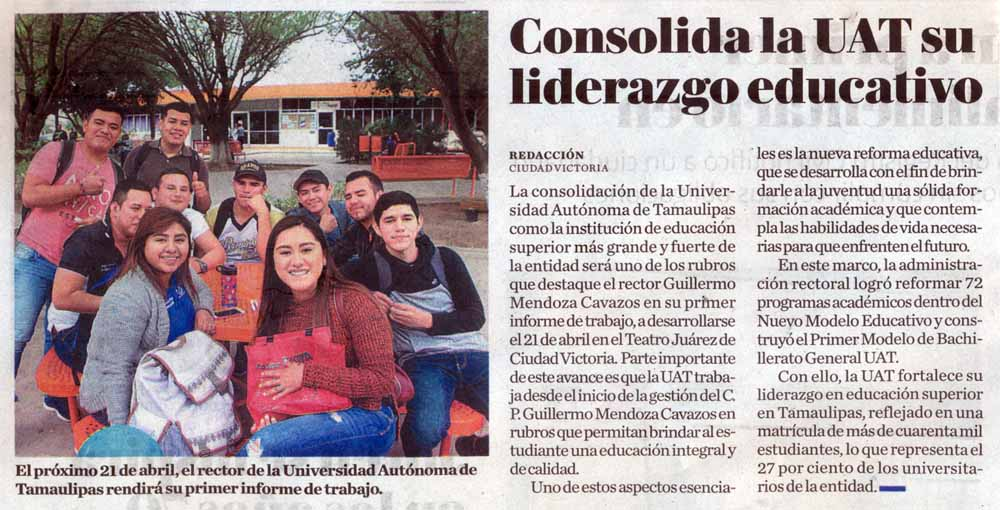 Consolida la UAT su
liderazgo educativo
REDACCIÓN
CIUDAD VICTORIA
La consolidación de la Univer-
sidad Autónoma de Tamaulipas
como la institución de educación
superior más grande y fuerte de
la entidad será uno de los rubros
que destaque el rector Guillermo
Mendoza Cavazos en su primer
informe de trabajo, a desarrollarse
el 21 de abril en el Teatro Juárez de
Ciudad Victoria. Parte importante
de este avance es que la UAT traba-
ja desde el inicio de la gestión del C.
P. Guillermo Mendoza Cavazos en
rubros que permitan brindar al es-
tudiante una educación integral y
de calidad.
Uno de estos aspectos esencia-
les es la nueva reforma educativa,
que se desarrolla con el fin de brin-
darle a la juventud una sólida for-
mación académica y que contem-
pla las habilidades de vida necesa-
rias para que enfrenten el futuro.
En este marco, la administra-
ción rectoral logró reformar 72
programas académicos dentro del
Nuevo Modelo Educativo y cons-
truyó el Primer Modelo de Bachi-
llerato General UAT.
Con ello, la UAT fortalece su
liderazgo en educación superior
en Tamaulipas, reflejado en una
matrícula de más de cuarenta mil
estudiantes, lo que representa el
27 por ciento de los universita-
rios de la entidad.
El próximo 21 de abril, el rector de la Universidad Autónoma de
Tamaulipas rendirá su primer informe de trabajo.